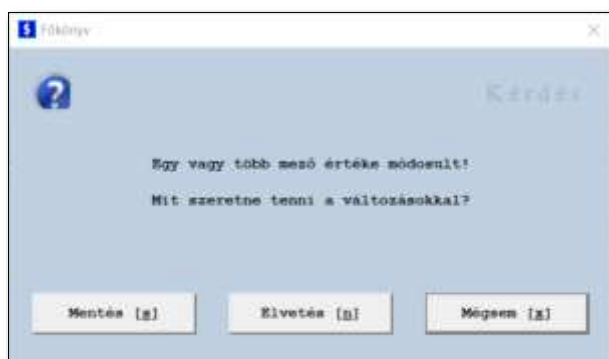 Főkönyv
Kérdés
Egy vagy több mező értéke módosult!
Mit szeretne tenni a változásokkal?
Mentés [s]
Elvetés [n]
Mégsem [x]